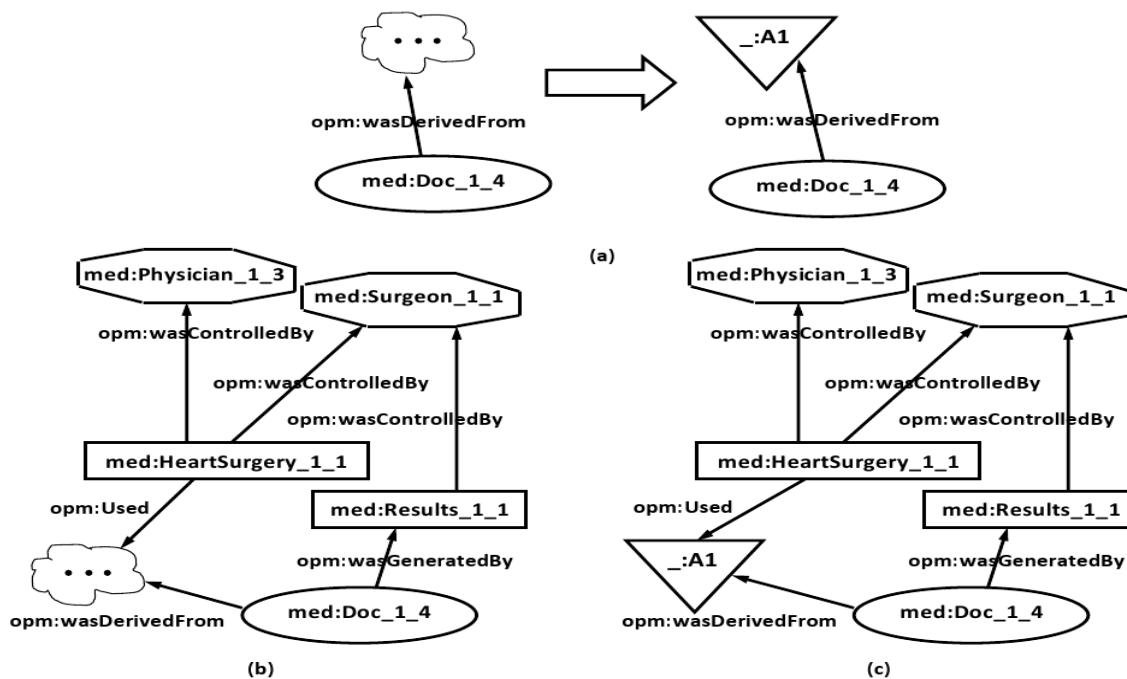 • • •
_:A1
opm:wasDerivedFrom
opm:wasDerivedFrom
med:Doc_1_4
med:Doc_1_4
(a)
med:Physician_1_3
med:Surgeon_1_1
opm:wasControlledBy
opm:wasControlledBy
opm:wasControlledBy
med:HeartSurgery_1_1
opm:Used
med:Results_1_1
opm:wasGeneratedBy
• • •
med:Doc_1_4
opm:wasDerivedFrom
(b)
med:Physician_1_3
med:Surgeon_1_1
opm:wasControlledBy
opm:wasControlledBy
opm:wasControlledBy
med:HeartSurgery_1_1
opm:Used
med:Results_1_1
_:A1
opm:wasGeneratedBy
med:Doc_1_4
opm:wasDerivedFrom
(c)